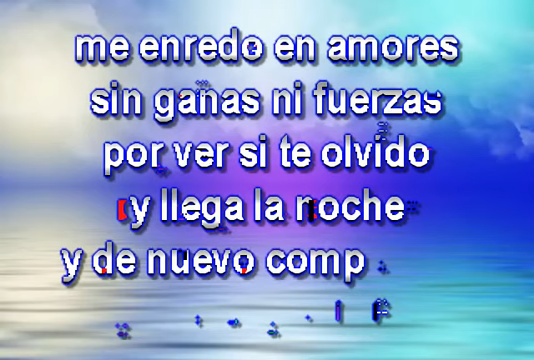 me enredo en amores
sin ganas ni fuerzas
por ver si te olvido
y llega la noche
y de nuevo comp